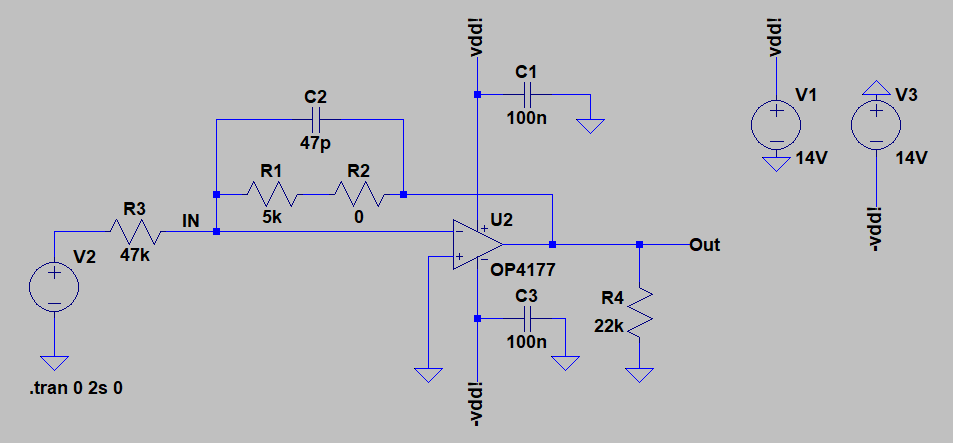 vdd!
vdd!
C1
100n
V1
14V
V3
14V
C2
47p
R1
5k
R2
0
R3
47k
IN
V2
U2
OP4177
Out
-vdd!
C3
100n
R4
22k
-vdd!
.tran 0 2s 0